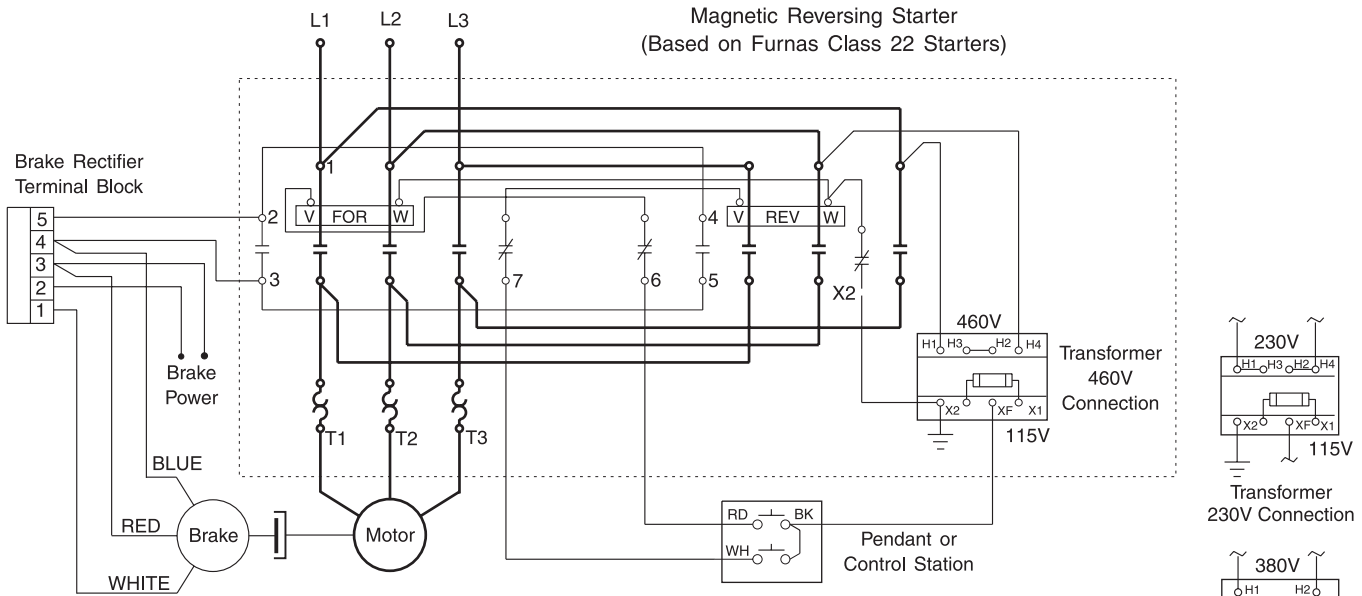 Magnetic Reversing Starter
(Based on Furnas Class 22 Starters)
L1
L2
L3
Brake Rectifier
Terminal Block
5
4
3
2
1
1
2
V FOR W
3
7
6
4
5
V REV W
X2
Brake
Power
T1
T2
T3
BLUE
RED
WHITE
Brake
Motor
460V
H1 H3 H2 H4
X2 XF X1
115V
Transformer
460V
Connection
RD BK
WH
Pendant or
Control Station
230V
H1 H3 H2 H4
X2 XF X1
115V
Transformer
230V Connection
380V
H1 H2